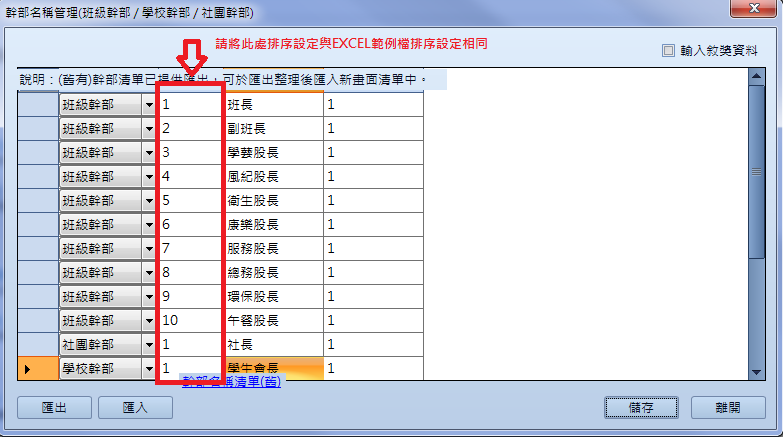 幹部名稱管理(班級幹部 / 學校幹部 / 社團幹部)
請將此處排序設定與EXCEL範例檔排序設定相同
輸入敘獎資料
說明：(舊有)幹部清單已提供匯出，可於匯出整理後匯入新畫面清單中。
班級幹部 1 班長 1
班級幹部 2 副班長 1
班級幹部 3 學藝股長 1
班級幹部 4 風紀股長 1
班級幹部 5 衛生股長 1
班級幹部 6 康樂股長 1
班級幹部 7 服務股長 1
班級幹部 8 總務股長 1
班級幹部 9 環保股長 1
班級幹部 10 午餐股長 1
社團幹部 1 社長 1
學校幹部 1 學生會長 1
幹部名稱清單(舊)
匯出 匯入 儲存 離開